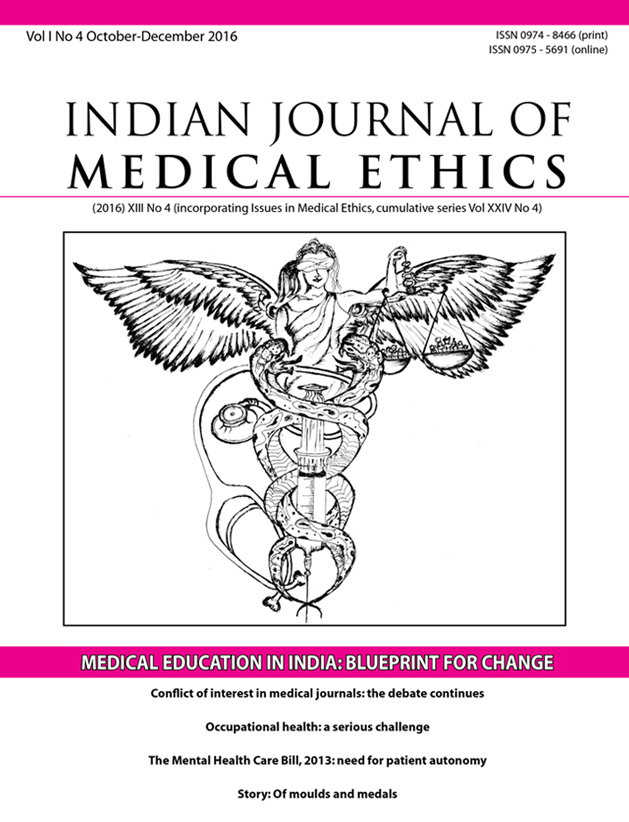 Vol I No 4 October-December 2016
ISSN 0974 - 8466 (print)
ISSN 0975 - 5691 (online)
INDIAN JOURNAL OF
MEDICAL ETHICS
(2016) XIII No 4 (incorporating Issues in Medical Ethics, cumulative series Vol XXIV No 4)
MEDICAL EDUCATION IN INDIA: BLUEPRINT FOR CHANGE
Conflict of interest in medical journals: the debate continues
Occupational health: a serious challenge
The Mental Health Care Bill, 2013: need for patient autonomy
Story: Of moulds and medals